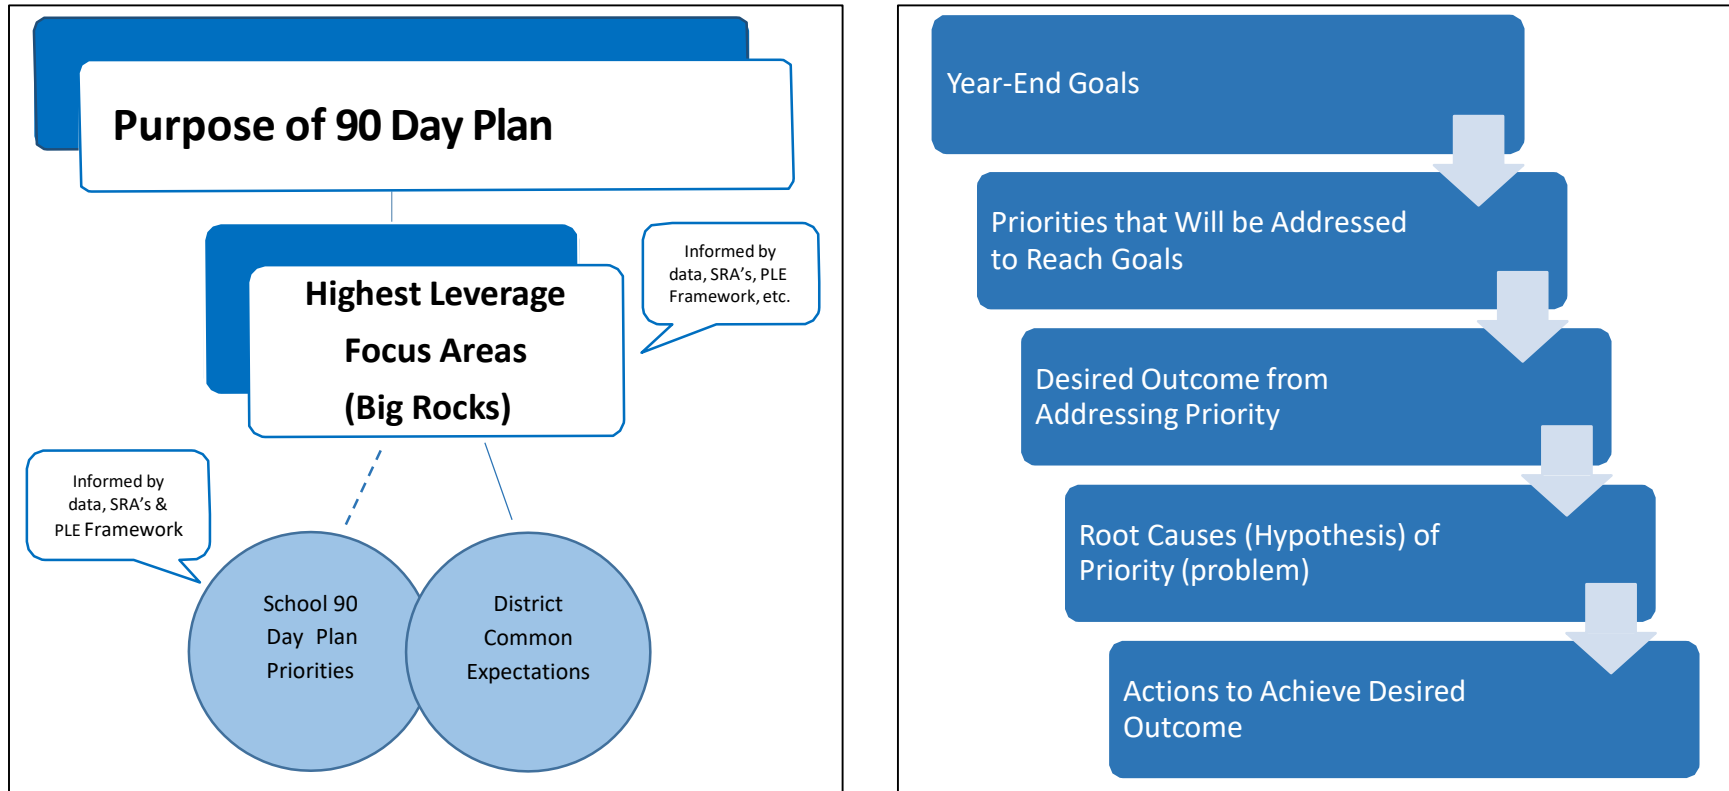 Purpose of 90 Day Plan
Informed by
data, SRA's, PLE
Framework, etc.
Highest Leverage
Focus Areas
(Big Rocks)
Informed by
data, SRA's &
PLE Framework
School 90
Day Plan
Priorities
District
Common
Expectations
Year-End Goals
Priorities that Will be Addressed
to Reach Goals
Desired Outcome from
Addressing Priority
Root Causes (Hypothesis) of
Priority (problem)
Actions to Achieve Desired
Outcome